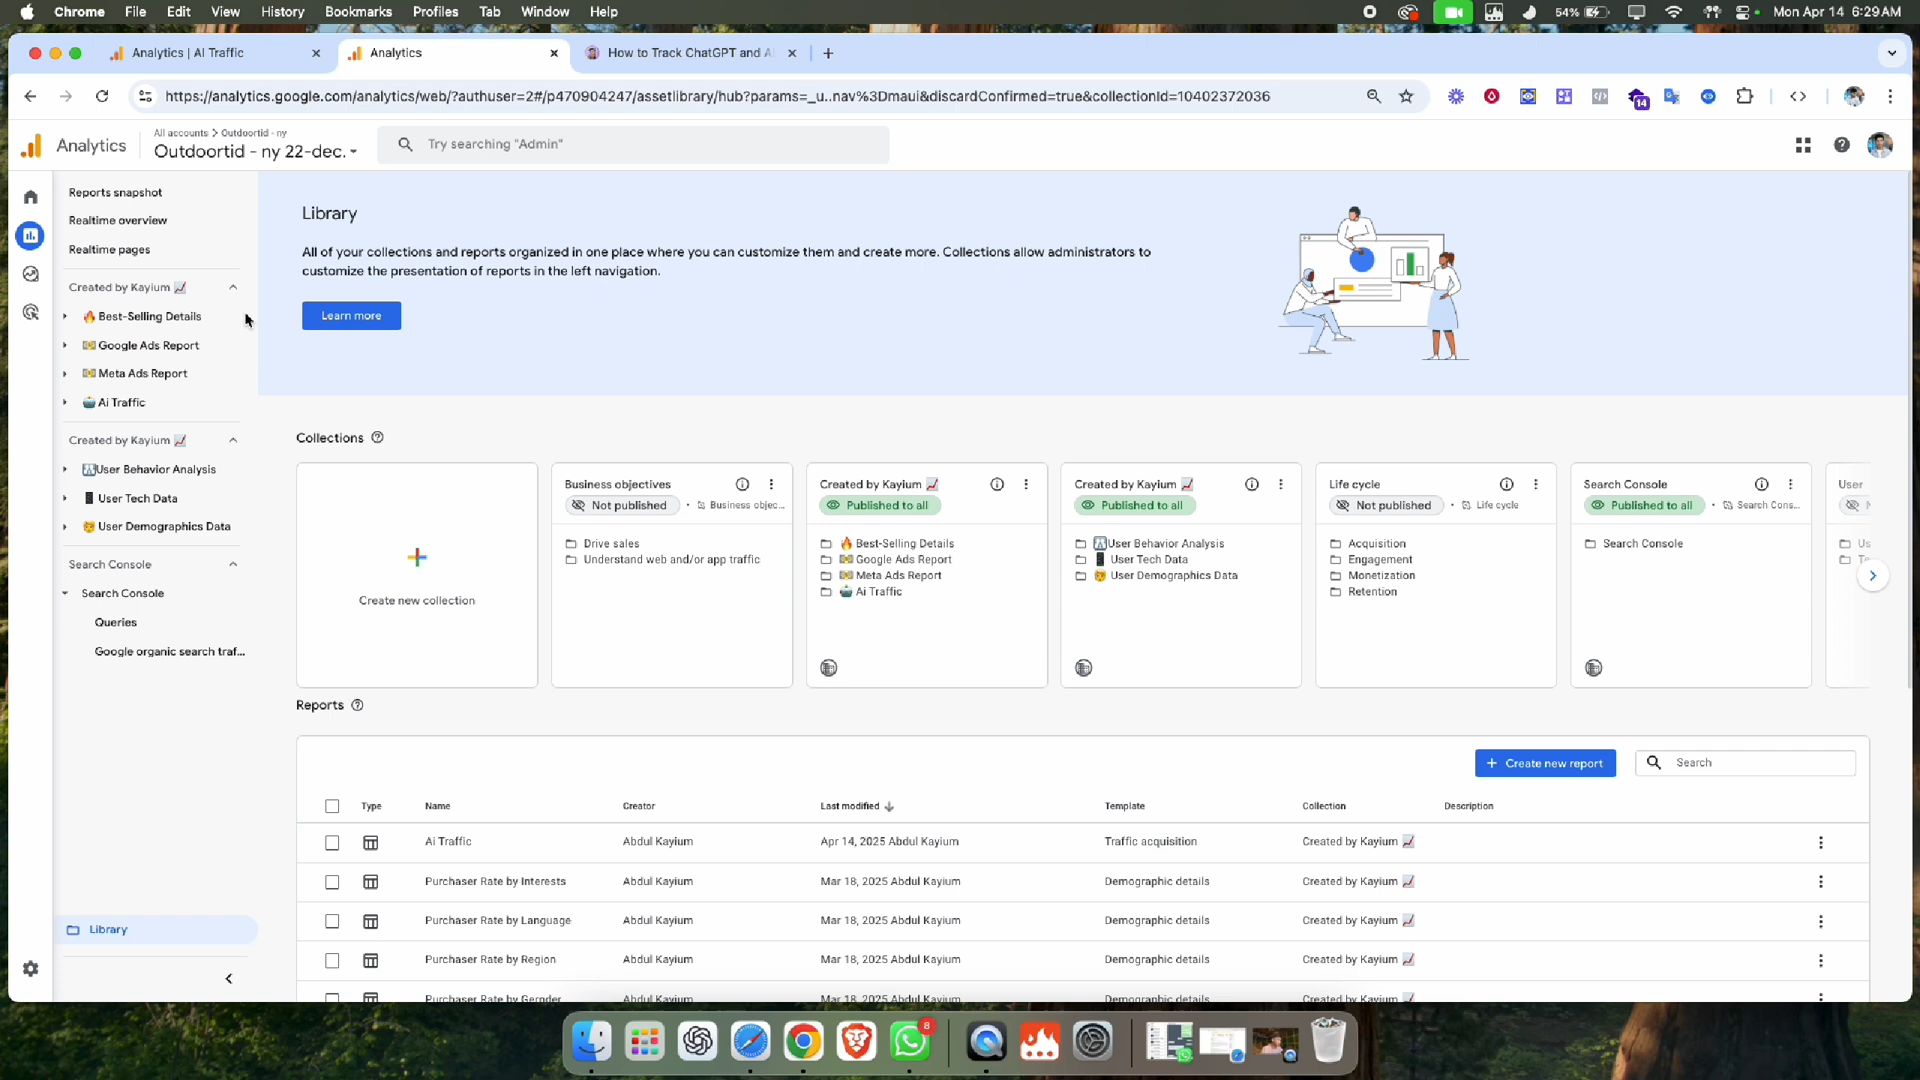 Chrome File Edit View History Bookmarks Profiles Tab Window Help 54% Mon Apr 14 6:29AM
Analytics | AI Traffic Analytics How to Track ChatGPT and A
https://analytics.google.com/analytics/web/?authuser=2#/p470904247/assetlibrary/hub?params=_u..nav%3Dmaui&discardConfirmed=true&collectionId=10402372036
14
Analytics
All accounts > Outdoortid - ny
Outdoortid - ny 22-dec.
Try searching "Admin"
Reports snapshot
Realtime overview
Realtime pages
Created by Kayium
Best-Selling Details
Google Ads Report
Meta Ads Report
Ai Traffic
Created by Kayium
User Behavior Analysis
User Tech Data
User Demographics Data
Search Console
Search Console
Queries
Google organic search traf...
Library
Library
All of your collections and reports organized in one place where you can customize them and create more. Collections allow administrators to
customize the presentation of reports in the left navigation.
Learn more
Collections
Create new collection
Business objectives
Not published • Business objec...
Drive sales
Understand web and/or app traffic
Created by Kayium
Published to all
Best-Selling Details
Google Ads Report
Meta Ads Report
Ai Traffic
Created by Kayium
Published to all
User Behavior Analysis
User Tech Data
User Demographics Data
Life cycle
Not published • Life cycle
Acquisition
Engagement
Monetization
Retention
Search Console
Published to all • Search Cons...
Search Console
User
Reports
+ Create new report
Search
Type Name Creator Last modified Template Collection Description
Ai Traffic Abdul Kayium Apr 14, 2025 Abdul Kayium Traffic acquisition Created by Kayium
Purchaser Rate by Interests Abdul Kayium Mar 18, 2025 Abdul Kayium Demographic details Created by Kayium
Purchaser Rate by Language Abdul Kayium Mar 18, 2025 Abdul Kayium Demographic details Created by Kayium
Purchaser Rate by Region Abdul Kayium Mar 18, 2025 Abdul Kayium Demographic details Created by Kayium
Purchaser Rate by Gernder Abdul Kayium Mar 18, 2025 Abdul Kayium Demographic details Created by Kayium
8